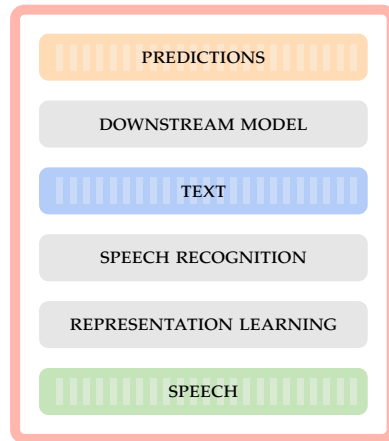 PREDICTIONS
DOWNSTREAM MODEL
TEXT
SPEECH RECOGNITION
REPRESENTATION LEARNING
SPEECH